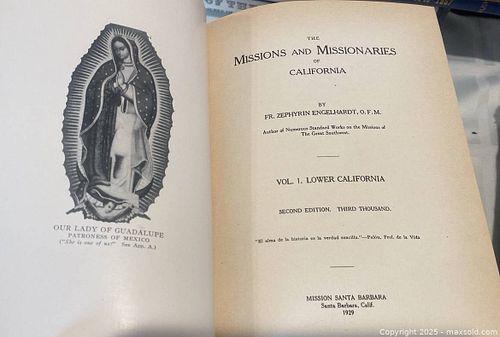 OUR LADY OF GUADALUPE
PATRONESS OF MEXICO
("She is one of us!" See App. A.)
THE
MISSIONS AND MISSIONARIES
OF
CALIFORNIA
BY
FR. ZEPHYRIN ENGELHARDT, O. F. M.
Author of Numerous Standard Works on the Missions of
The Great Southwest.
VOL. 1. LOWER CALIFORNIA
SECOND EDITION. THIRD THOUSAND.
"El alma de la historia es la verdad sencilla."—Palóu, Prol. de la Vida
MISSION SANTA BARBARA
Santa Barbara, Calif.
1929
Copyright © 2025 - maxsold.com